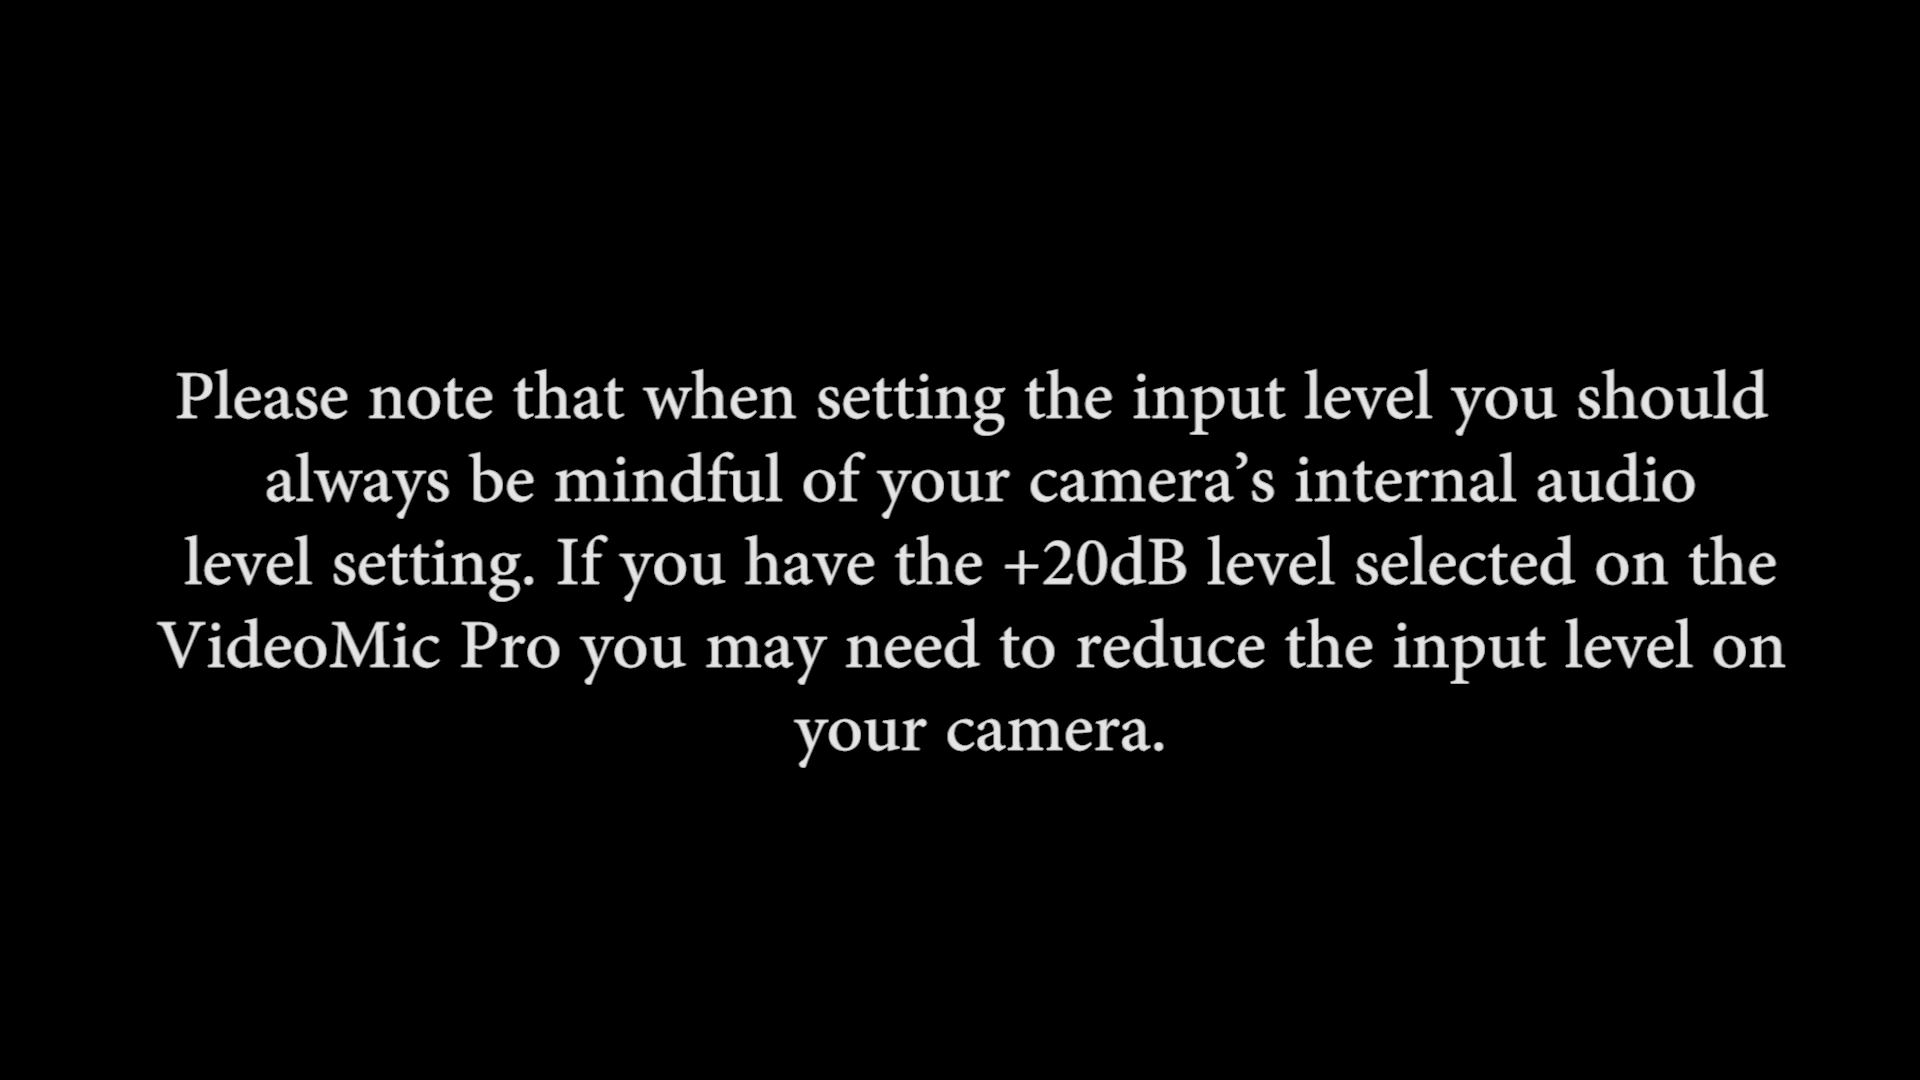 Please note that when setting the input level you should
always be mindful of your camera’s internal audio
level setting. If you have the +20dB level selected on the
VideoMic Pro you may need to reduce the input level on
your camera.